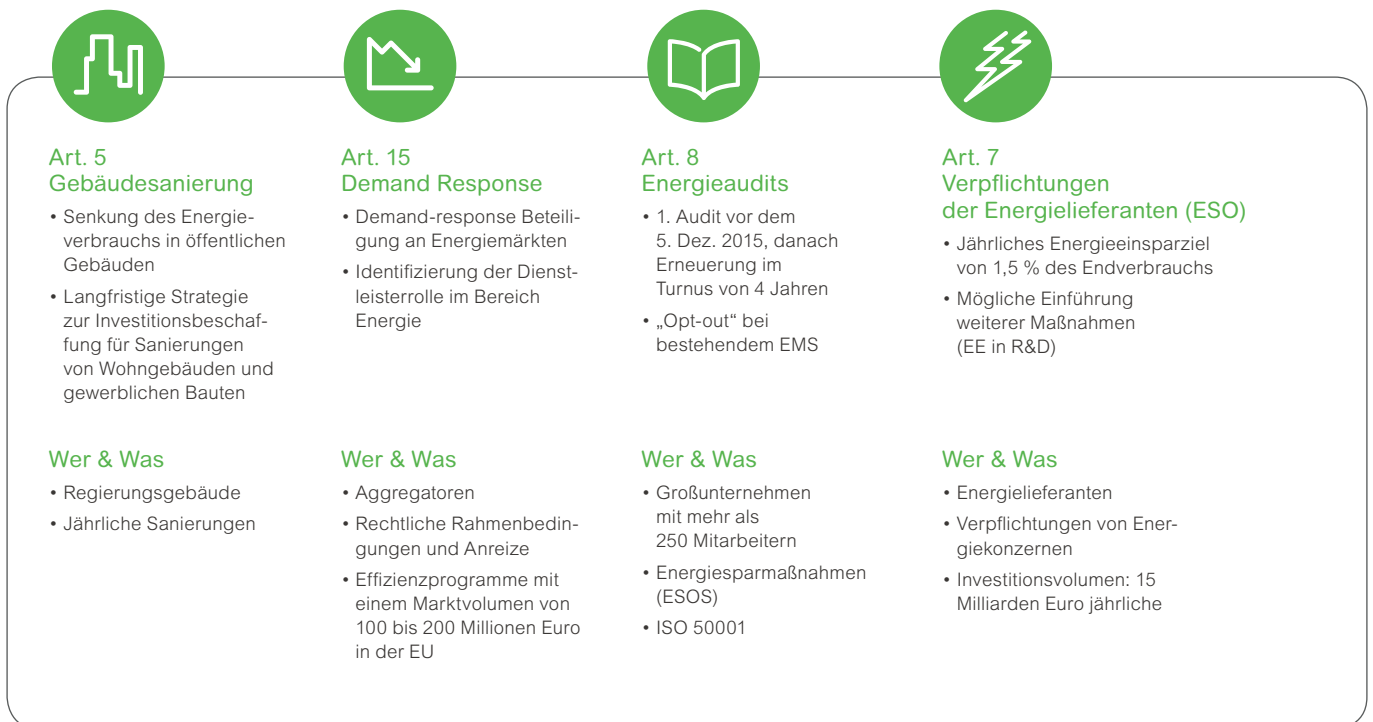 Art. 5
Gebäudesanierung
• Senkung des Energie-
verbrauchs in öffentlichen
Gebäuden
• Langfristige Strategie
zur Investitionsbeschaf-
fung für Sanierungen
von Wohngebäuden und
gewerblichen Bauten
Wer & Was
• Regierungsgebäude
• Jährliche Sanierungen
Art. 15
Demand Response
• Demand-response Beteili-
gung an Energiemärkten
• Identifizierung der Dienst-
leisterrolle im Bereich
Energie
Wer & Was
• Aggregatoren
• Rechtliche Rahmenbedin-
gungen und Anreize
• Effizienzprogramme mit
einem Marktvolumen von
100 bis 200 Millionen Euro
in der EU
Art. 8
Energieaudits
• 1. Audit vor dem
5. Dez. 2015, danach
Erneuerung im
Turnus von 4 Jahren
• „Opt-out“ bei
bestehendem EMS
Wer & Was
• Großunternehmen
mit mehr als
250 Mitarbeitern
• Energiesparmaßnahmen
(ESOS)
• ISO 50001
Art. 7
Verpflichtungen
der Energielieferanten (ESO)
• Jährliches Energieeinsparziel
von 1,5 % des Endverbrauchs
• Mögliche Einführung
weiterer Maßnahmen
(EE in R&D)
Wer & Was
• Energielieferanten
• Verpflichtungen von Ener-
giekonzernen
• Investitionsvolumen: 15
Milliarden Euro jährliche